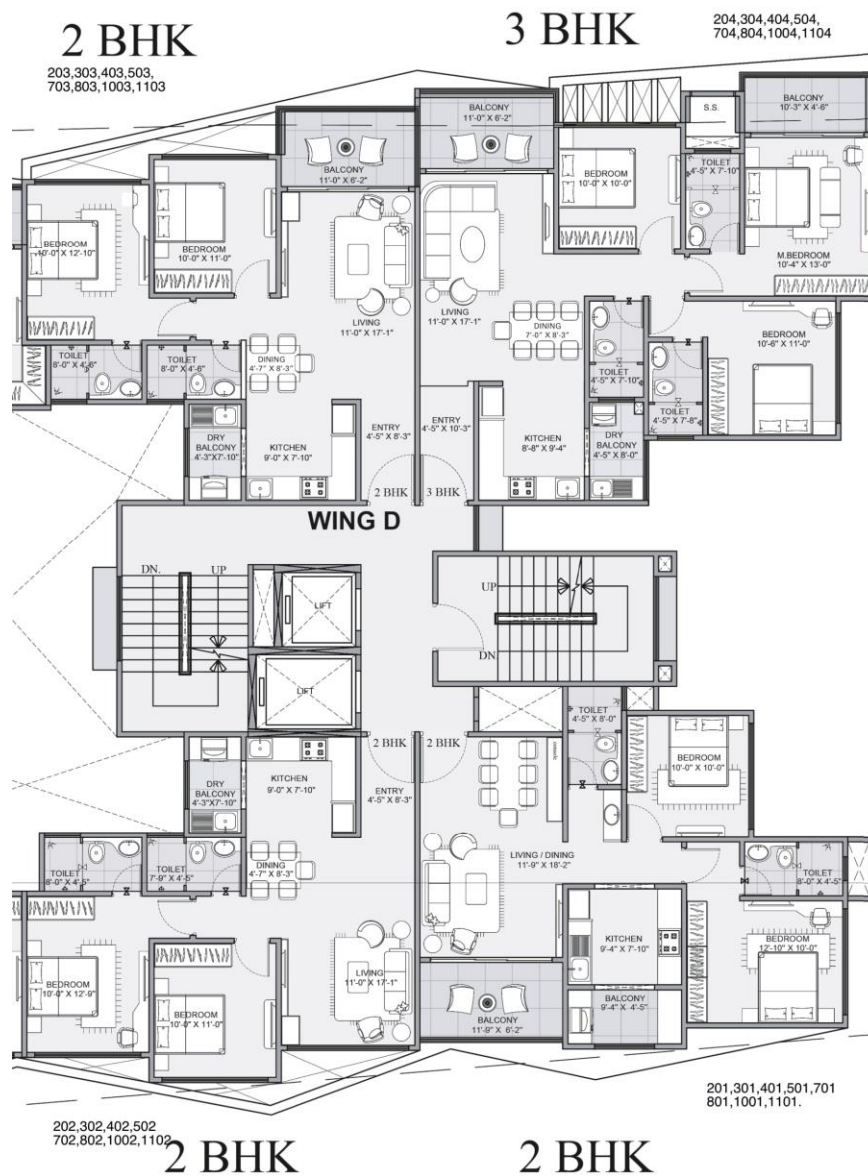 2 BHK
203,303,403,503,
703,803,1003,1103
3 BHK
204,304,404,504,
704,804,1004,1104
BALCONY
11'-0" X 6'-2"
BALCONY
11'-0" X 6'-2"
S.S.
BALCONY
10'-3" X 4'-6"
BEDROOM
10'-0" X 12'-10"
BEDROOM
10'-0" X 11'-0"
LIVING
11'-0" X 17'-1"
LIVING
11'-0" X 17'-1"
BEDROOM
10'-0" X 10'-0"
TOILET
4'-5" X 7'-10"
M.BEDROOM
10'-4" X 13'-0"
TOILET
8'-0" X 4'-6"
TOILET
8'-0" X 4'-6"
DINING
4'-7" X 8'-3"
DINING
7'-0" X 8'-3"
TOILET
4'-5" X 7'-10"
TOILET
4'-5" X 7'-8"
BEDROOM
10'-6" X 11'-0"
DRY
BALCONY
4'-3"X7'-10"
KITCHEN
9'-0" X 7'-10"
ENTRY
4'-5" X 8'-3"
ENTRY
4'-5" X 10'-3"
KITCHEN
8'-8" X 9'-4"
DRY
BALCONY
4'-5" X 8'-0"
2 BHK
3 BHK
WING D
DN.
UP
LIFT
LIFT
UP
DN.
2 BHK
2 BHK
DRY
BALCONY
4'-3"X7'-10"
KITCHEN
9'-0" X 7'-10"
ENTRY
4'-5" X 8'-3"
TOILET
4'-5" X 8'-0"
BEDROOM
10'-0" X 10'-0"
TOILET
8'-0" X 4'-5"
TOILET
7'-9" X 4'-5"
DINING
4'-7" X 8'-3"
LIVING / DINING
11'-9" X 18'-2"
TOILET
8'-0" X 4'-5"
BEDROOM
10'-0" X 12'-9"
BEDROOM
10'-0" X 11'-0"
LIVING
11'-0" X 17'-1"
KITCHEN
9'-4" X 7'-10"
BEDROOM
12'-10" X 10'-0"
BALCONY
11'-9" X 6'-2"
BALCONY
9'-4" X 4'-5"
202,302,402,502
702,802,1002,1102
2 BHK
2 BHK
201,301,401,501,701
801,1001,1101.